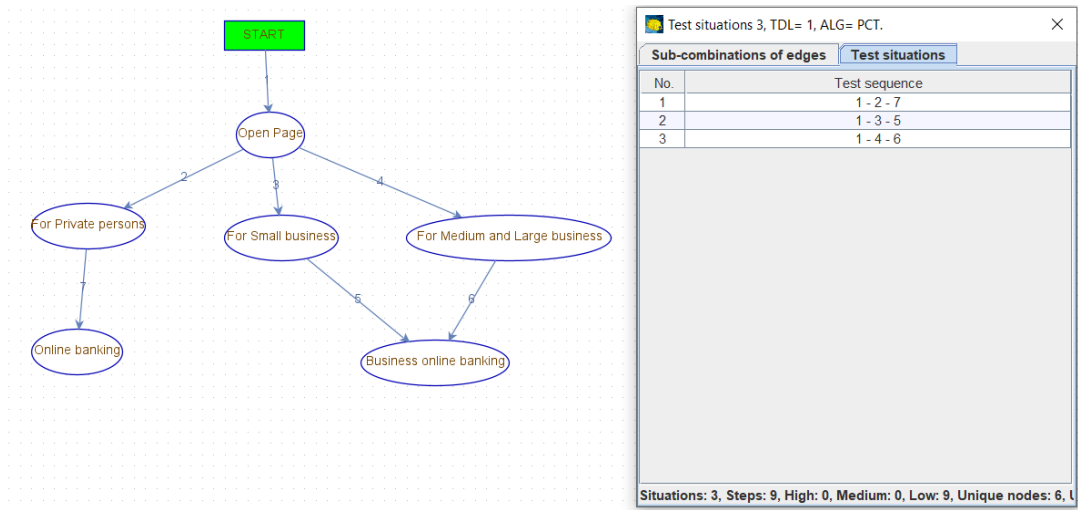 START
1
Open Page
2
3
4
For Private persons
For Small business
For Medium and Large business
7
5
6
Online banking
Business online banking
Test situations 3, TDL= 1, ALG= PCT.
Sub-combinations of edges Test situations
No. Test sequence
1 1 - 2 - 7
2 1 - 3 - 5
3 1 - 4 - 6
Situations: 3, Steps: 9, High: 0, Medium: 0, Low: 9, Unique nodes: 6,